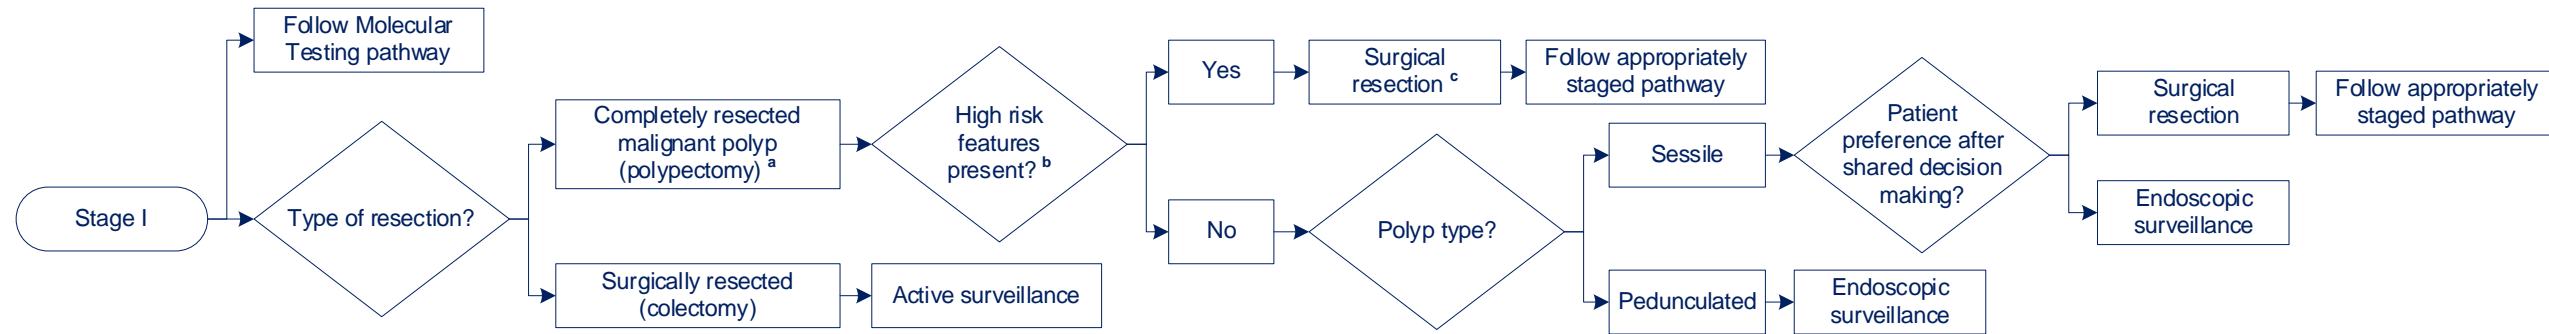 Stage I
Follow Molecular
Testing pathway
Type of resection?
Completely resected
malignant polyp
(polypectomy) a
Surgically resected
(colectomy)
Active surveillance
High risk
features
present? b
Yes
Surgical
resection c
Follow appropriately
staged pathway
No
Polyp type?
Sessile
Patient
preference after
shared decision
making?
Surgical
resection
Follow appropriately
staged pathway
Endoscopic
surveillance
Pedunculated
Endoscopic
surveillance